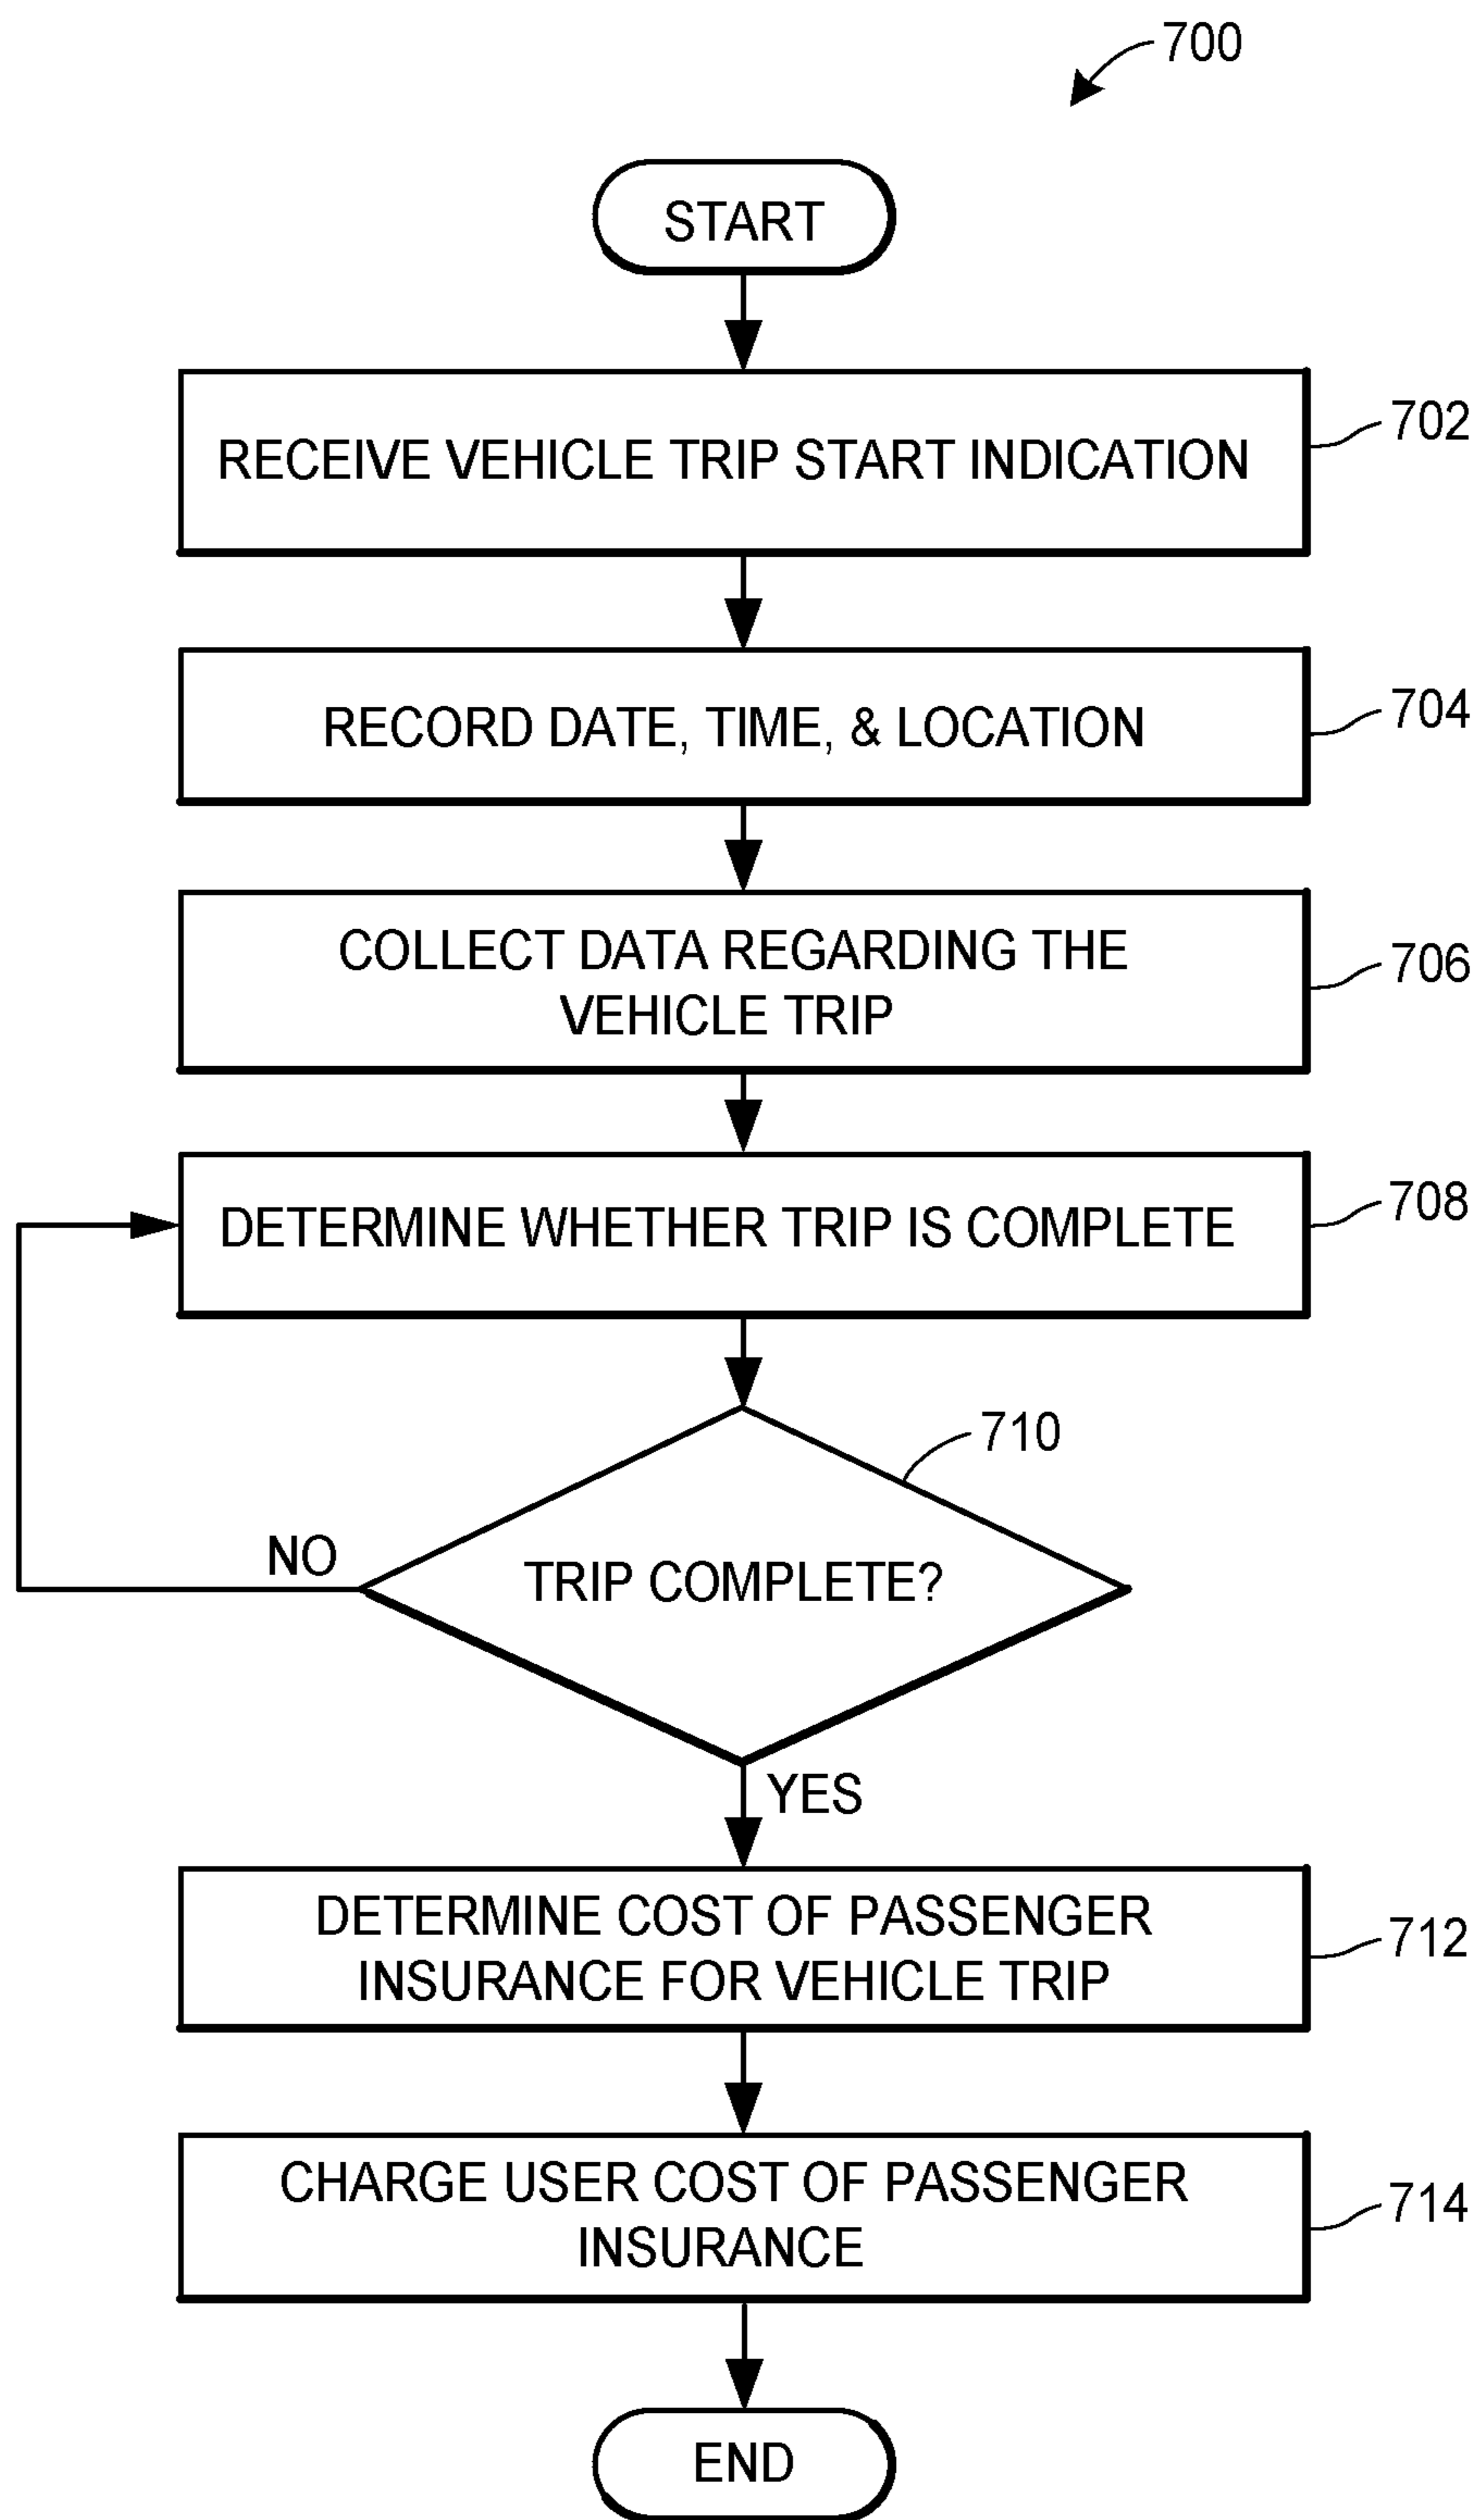 700
START
RECEIVE VEHICLE TRIP START INDICATION
702
RECORD DATE, TIME, & LOCATION
704
COLLECT DATA REGARDING THE
VEHICLE TRIP
706
DETERMINE WHETHER TRIP IS COMPLETE
708
710
TRIP COMPLETE?
NO
YES
DETERMINE COST OF PASSENGER
INSURANCE FOR VEHICLE TRIP
712
CHARGE USER COST OF PASSENGER
INSURANCE
714
END